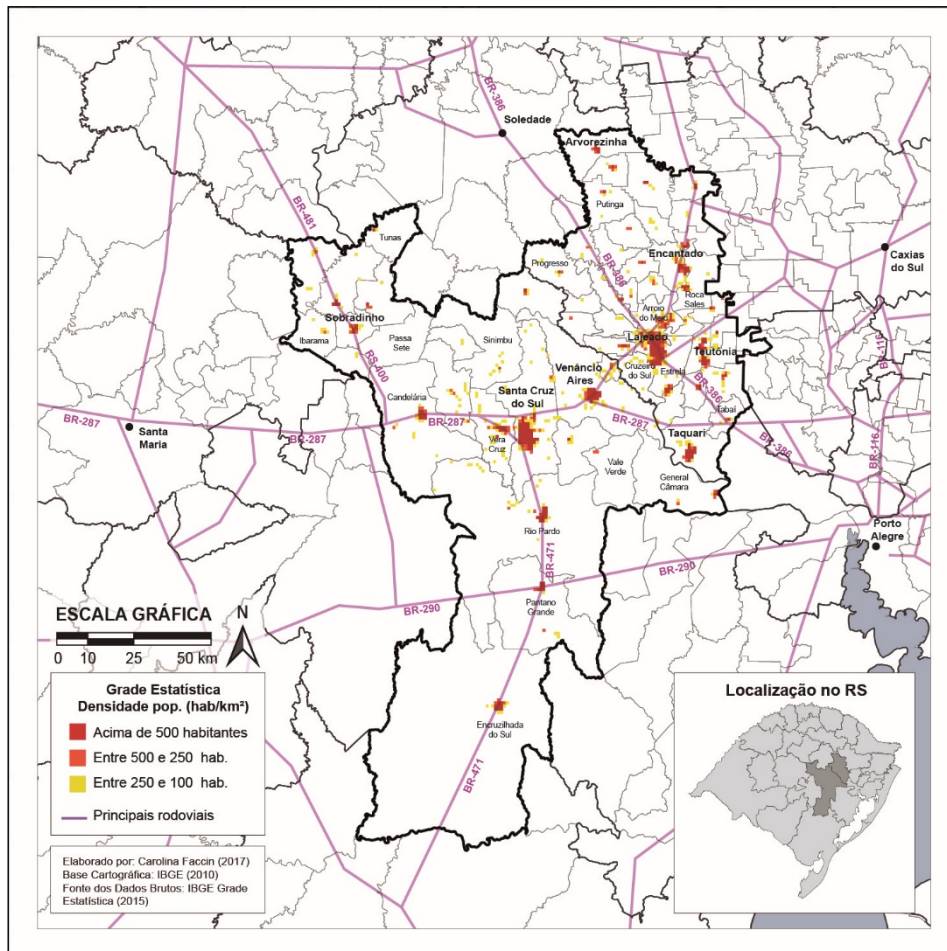 BR-386
Soledade
Arvorezinha
BR-481
Putinga
Tunas
Encantado
Caxias
do Sul
Progresso
BR-386
Roca
Sales
Arroio
do Meio
Sobradinho
Lajeado
Teutônia
BR-116
Ibarama
Passa
Sete
Sinimbu
Cruzeiro
do Sul
Estrela
RS-400
Venâncio
Aires
BR-386
Santa Cruz
do Sul
Candelária
Tabaí
BR-287
Santa
Maria
BR-287
BR-287
BR-287
Vera
Cruz
Taquari
BR-386
BR-116
Vale
Verde
General
Câmara
Rio Pardo
Porto
Alegre
BR-471
BR-290
Pantano
Grande
BR-290
Encruzilhada
do Sul
BR-471
ESCALA GRÁFICA
N
0 10 25 50 km
Grade Estatística
Densidade pop. (hab/km²)
Acima de 500 habitantes
Entre 500 e 250 hab.
Entre 250 e 100 hab.
Principais rodoviais
Elaborado por: Carolina Faccin (2017)
Base Cartográfica: IBGE (2010)
Fonte dos Dados Brutos: IBGE Grade
Estatística (2015)
Localização no RS